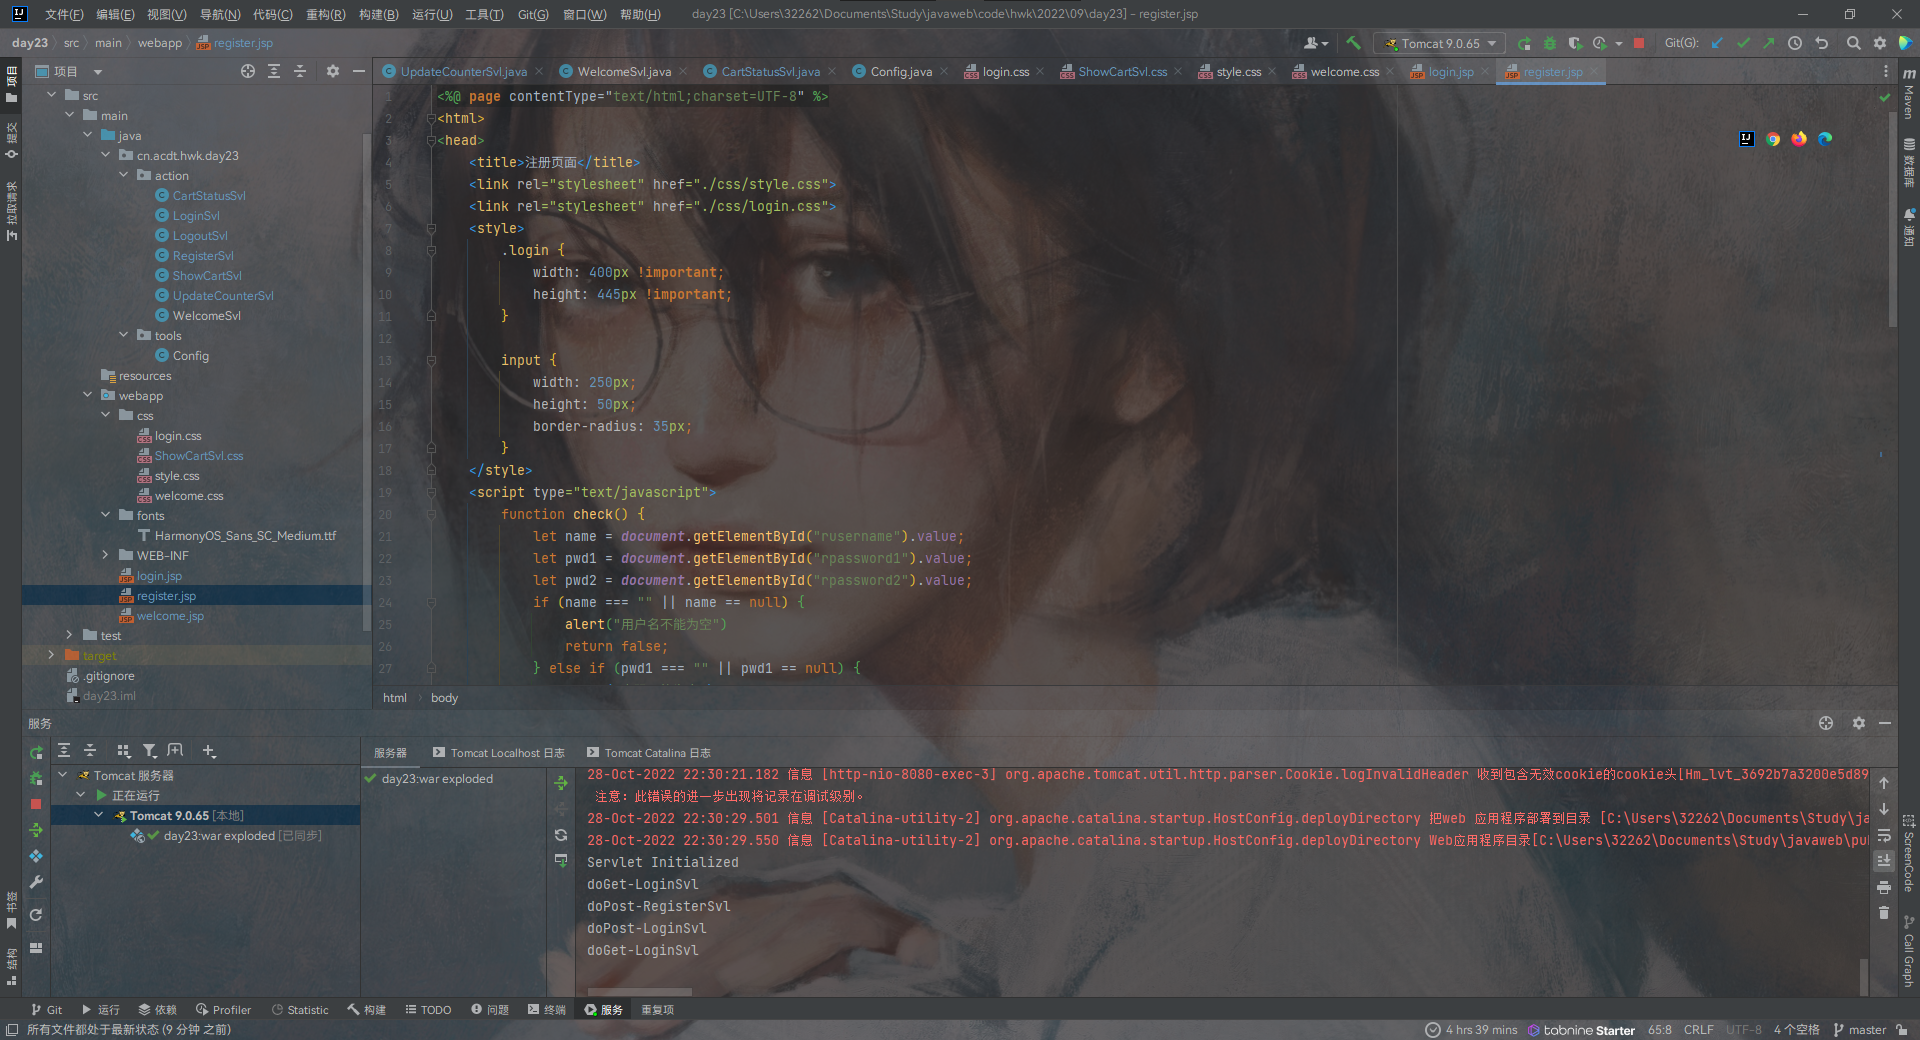 文件(F) 编辑(E) 视图(V) 导航(N) 代码(C) 重构(R) 构建(B) 运行(U) 工具(T) Git(G) 窗口(W) 帮助(H) day23 [C:\Users\32262\Documents\Study\javaweb\code\hwk\2022\09\day23] - register.jsp
day23 src main webapp register.jsp Tomcat 9.0.65 Git(G):
项目
UpdateCounterSvl.java WelcomeSvl.java CartStatusSvl.java Config.java login.css ShowCartSvl.css style.css welcome.css login.jsp register.jsp
src
main
java
cn.acdt.hwk.day23
action
CartStatusSvl
LoginSvl
LogoutSvl
RegisterSvl
ShowCartSvl
UpdateCounterSvl
WelcomeSvl
tools
Config
resources
webapp
css
login.css
ShowCartSvl.css
style.css
welcome.css
fonts
HarmonyOS_Sans_SC_Medium.ttf
WEB-INF
login.jsp
register.jsp
welcome.jsp
test
target
.gitignore
day23.iml
项目
提交
拉取请求
书签
结构
1 <%@ page contentType="text/html;charset=UTF-8" %>
2 <html>
3 <head>
4 <title>注册页面</title>
5 <link rel="stylesheet" href="./css/style.css">
6 <link rel="stylesheet" href="./css/login.css">
7 <style>
8 .login {
9 width: 400px !important;
10 height: 445px !important;
11 }
12
13 input {
14 width: 250px;
15 height: 50px;
16 border-radius: 35px;
17 }
18 </style>
19 <script type="text/javascript">
20 function check() {
21 let name = document.getElementById("rusername").value;
22 let pwd1 = document.getElementById("rpassword1").value;
23 let pwd2 = document.getElementById("rpassword2").value;
24 if (name === "" || name == null) {
25 alert("用户名不能为空")
26 return false;
27 } else if (pwd1 === "" || pwd1 == null) {
html body
Maven
数据库
通知
ScreenCode
Call Graph
服务
Tomcat 服务器
正在运行
Tomcat 9.0.65 [本地]
day23:war exploded [已同步]
服务器 Tomcat Localhost 日志 Tomcat Catalina 日志
day23:war exploded
28-Oct-2022 22:30:21.182 信息 [http-nio-8080-exec-3] org.apache.tomcat.util.http.parser.Cookie.logInvalidHeader 收到包含无效cookie的cookie头[Hm_lvt_3692b7a3200e5d89
注意: 此错误的进一步出现将记录在调试级别。
28-Oct-2022 22:30:29.501 信息 [Catalina-utility-2] org.apache.catalina.startup.HostConfig.deployDirectory 把web 应用程序部署到目录 [C:\Users\32262\Documents\Study\ja
28-Oct-2022 22:30:29.550 信息 [Catalina-utility-2] org.apache.catalina.startup.HostConfig.deployDirectory Web应用程序目录[C:\Users\32262\Documents\Study\javaweb\pu
Servlet Initialized
doGet-LoginSvl
doPost-RegisterSvl
doPost-LoginSvl
doGet-LoginSvl
Git 运行 依赖 Profiler Statistic 构建 TODO 问题 终端 服务 重复项
所有文件都处于最新状态 (9 分钟 之前) 4 hrs 39 mins tabnine Starter 65:8 CRLF UTF-8 4 个空格 master